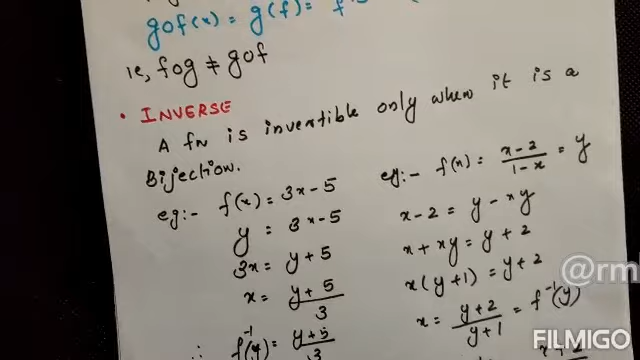 gof(x) = g(f) =
ie, fog ≠ gof
• INVERSE
A fn is invertible only when it is a
Bijection.
eg:- f(x) = 3x-5
y = 3x-5
3x = y+5
x = y+5/3
∴ f⁻¹(y) = y+5/3
eg:- f(x) = x-2/1-x = y
x-2 = y-xy
x+xy = y+2
x(y+1) = y+2
x = y+2/y+1 = f⁻¹(y)
@rm
FILMIGO